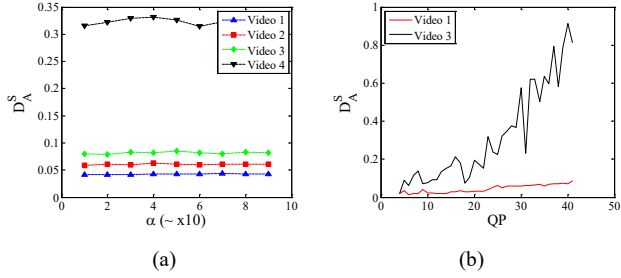 0.35
0.3
0.25
0.2
0.15
0.1
0.05
0
D_A^S
Video 1
Video 2
Video 3
Video 4
0 2 4 6 8 10
α (~ x10)
(a)
1
0.8
0.6
0.4
0.2
0
D_A^S
Video 1
Video 3
0 10 20 30 40 50
QP
(b)